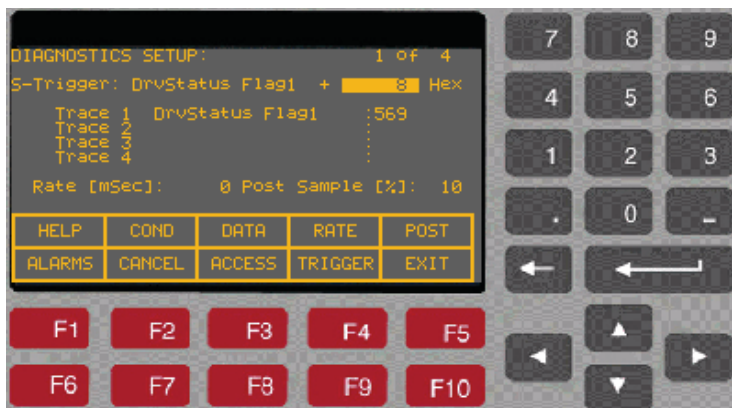 DIAGNOSTICS SETUP: 1 of 4
S-Trigger: DrvStatus Flag1 + 8 Hex
Trace 1 DrvStatus Flag1 :569
Trace 2 :
Trace 3 :
Trace 4 :
Rate [mSec]: 0 Post Sample [%]: 10
HELP COND DATA RATE POST
ALARMS CANCEL ACCESS TRIGGER EXIT
F1 F2 F3 F4 F5
F6 F7 F8 F9 F10
7 8 9
4 5 6
1 2 3
. 0 –